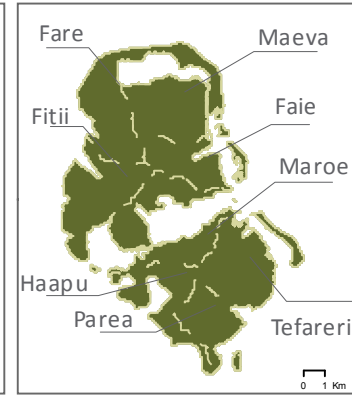 Fare
Maeva
Fitii
Faie
Maroe
Haapu
Parea
Tefareri
0 1 Km